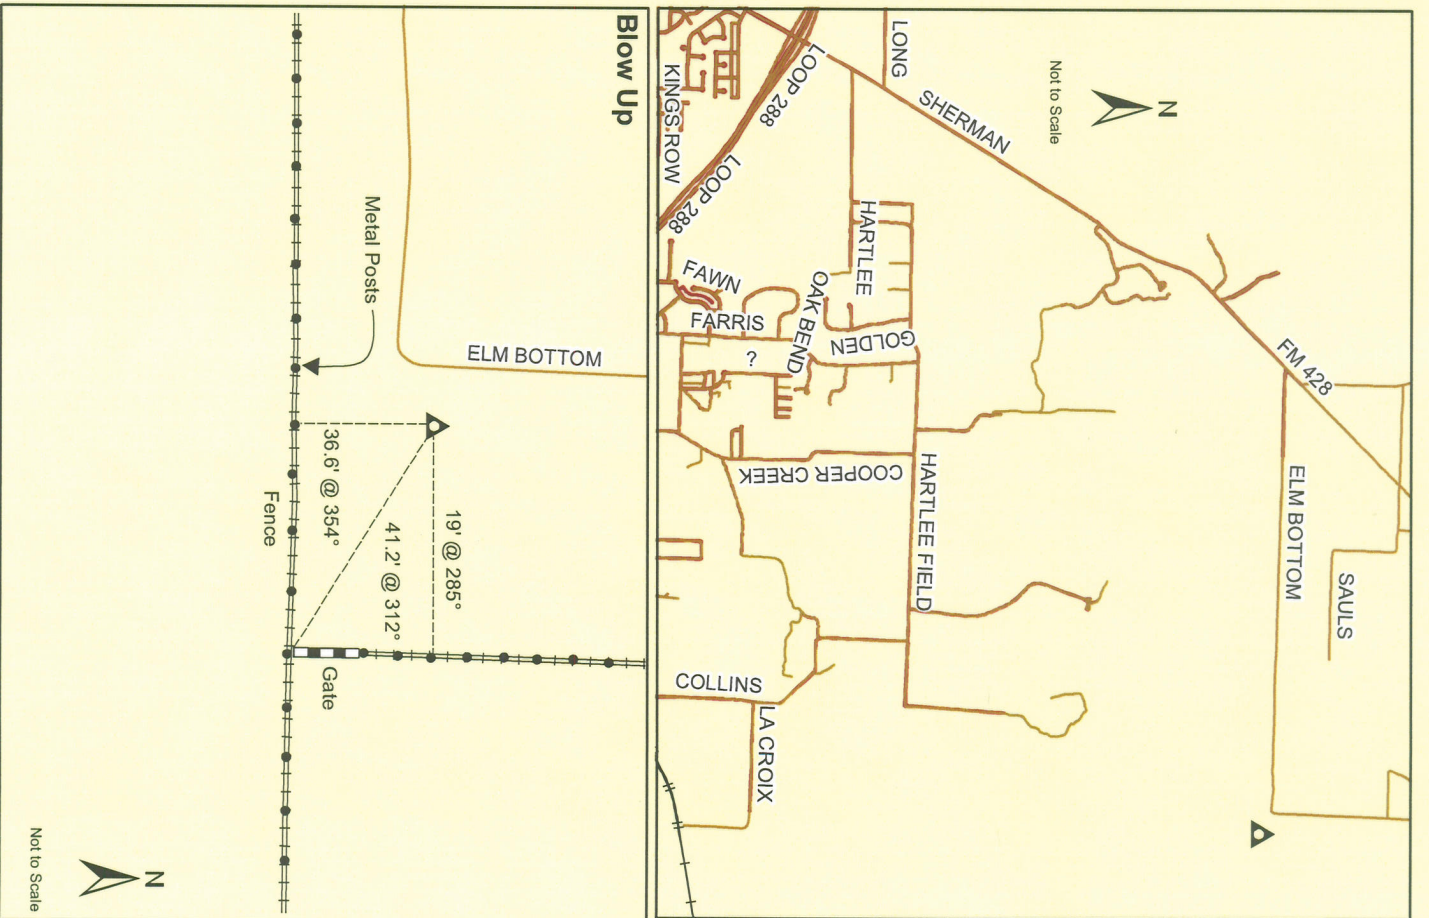 N
Not to Scale
LONG
SHERMAN
LOOP 288
LOOP 288
KINGS ROW
HARTLEE
FAWN
FARRIS
OAK BEND
GOLDEN
?
FM 428
ELM BOTTOM
SAULS
COOPER CREEK
HARTLEE FIELD
COLLINS
LA CROIX
Blow Up
ELM BOTTOM
Metal Posts
19' @ 285°
41.2' @ 312°
36.6' @ 354°
Fence
Gate
N
Not to Scale